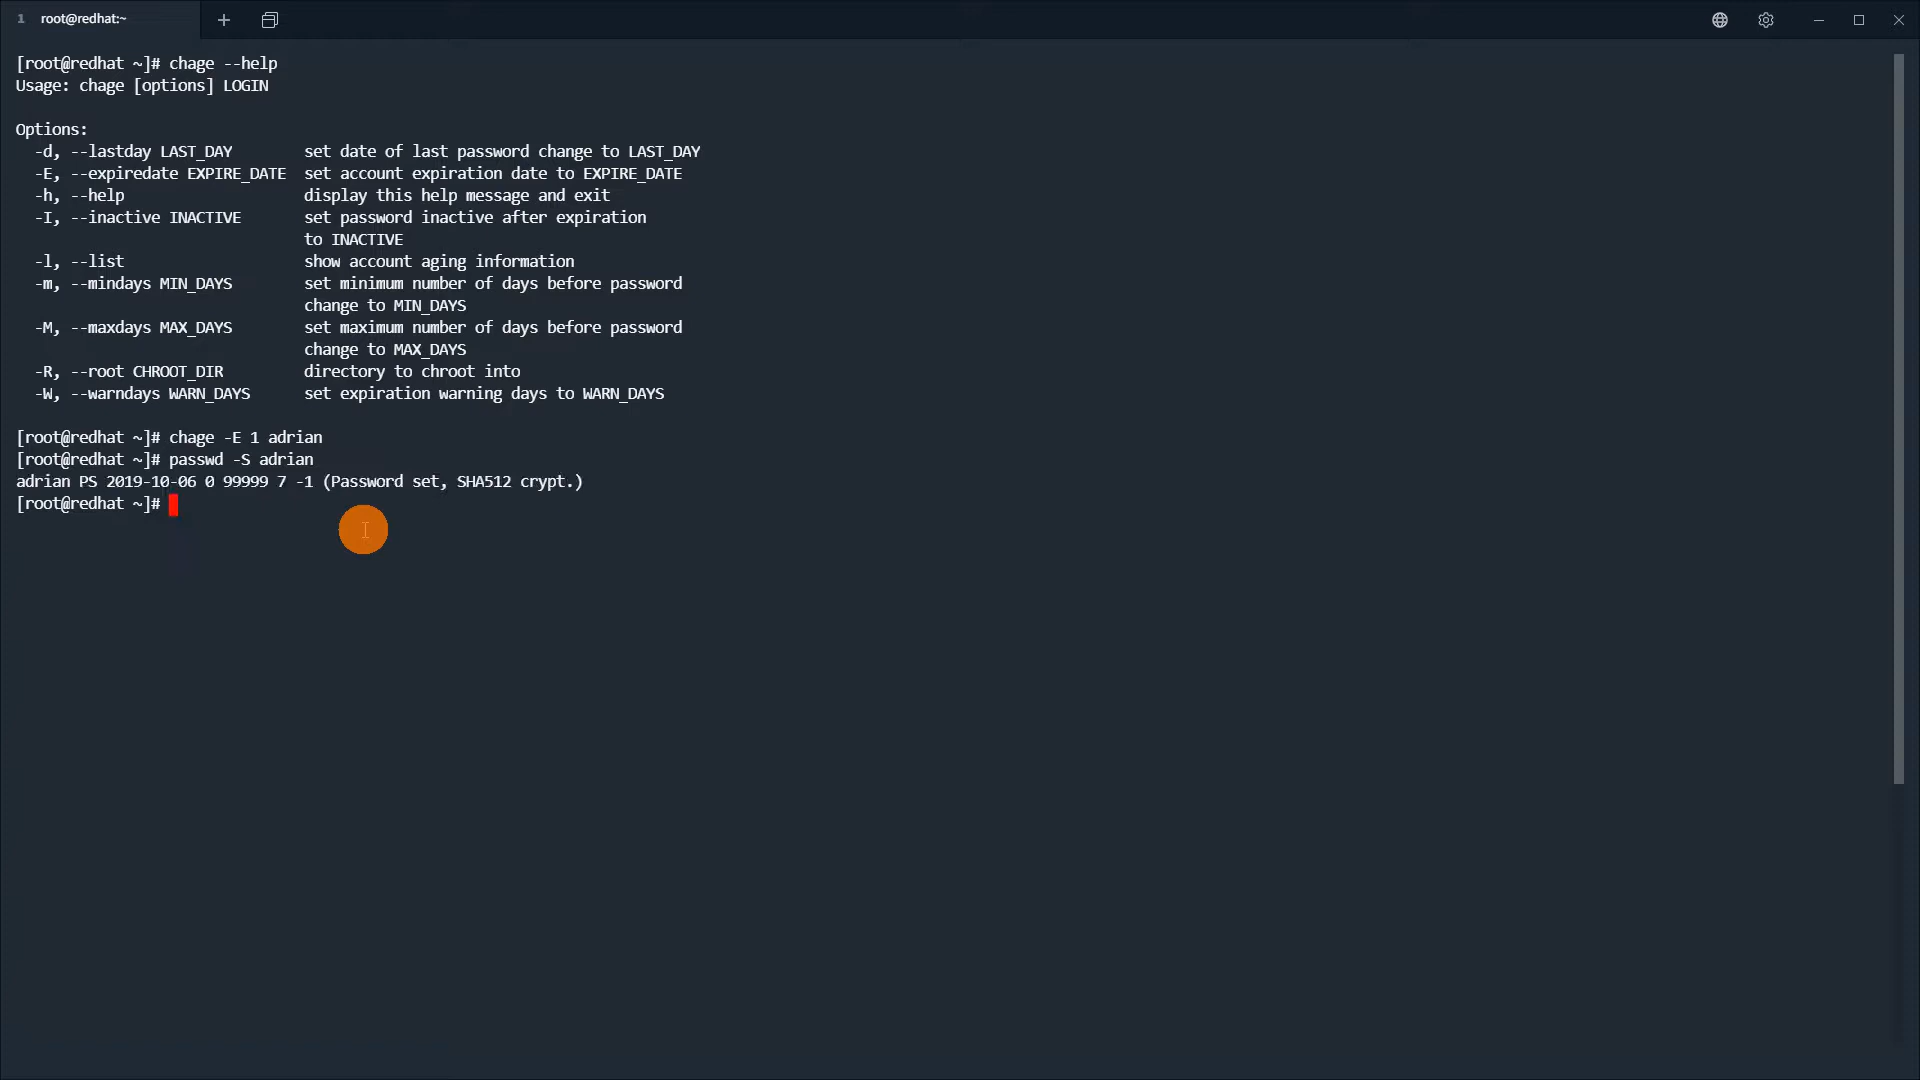 1 root@redhat:~
[root@redhat ~]# chage --help
Usage: chage [options] LOGIN
Options:
-d, --lastday LAST_DAY set date of last password change to LAST_DAY
-E, --expiredate EXPIRE_DATE set account expiration date to EXPIRE_DATE
-h, --help display this help message and exit
-I, --inactive INACTIVE set password inactive after expiration
to INACTIVE
-l, --list show account aging information
-m, --mindays MIN_DAYS set minimum number of days before password
change to MIN_DAYS
-M, --maxdays MAX_DAYS set maximum number of days before password
change to MAX_DAYS
-R, --root CHROOT_DIR directory to chroot into
-W, --warndays WARN_DAYS set expiration warning days to WARN_DAYS
[root@redhat ~]# chage -E 1 adrian
[root@redhat ~]# passwd -S adrian
adrian PS 2019-10-06 0 99999 7 -1 (Password set, SHA512 crypt.)
[root@redhat ~]#